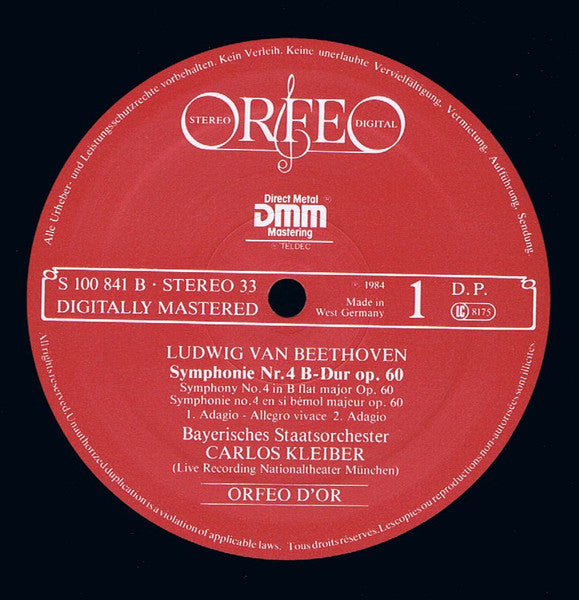 Alle Urheber- und Leistungsschutzrechte vorbehalten. Kein Verleih. Keine unerlaubte Vervielfältigung, Vermietung, Aufführung, Sendung.
STEREO
ORFEO
DIGITAL
Direct Metal
DMM
Mastering
TELDEC
S 100 841 B · STEREO 33
DIGITALLY MASTERED
1984
Made in
West Germany
1
D.P.
LC 8175
LUDWIG VAN BEETHOVEN
Symphonie Nr.4 B-Dur op. 60
Symphony No. 4 in B flat major Op. 60
Symphonie no. 4 en si bémol majeur op. 60
1. Adagio - Allegro vivace 2. Adagio
Bayerisches Staatsorchester
CARLOS KLEIBER
(Live Recording Nationaltheater München)
ORFEO D'OR
All rights reserved. Unauthorized duplication is a violation of applicable laws. Tous droits réservés. Les copies ou reproductions non-autorisées sont illicites